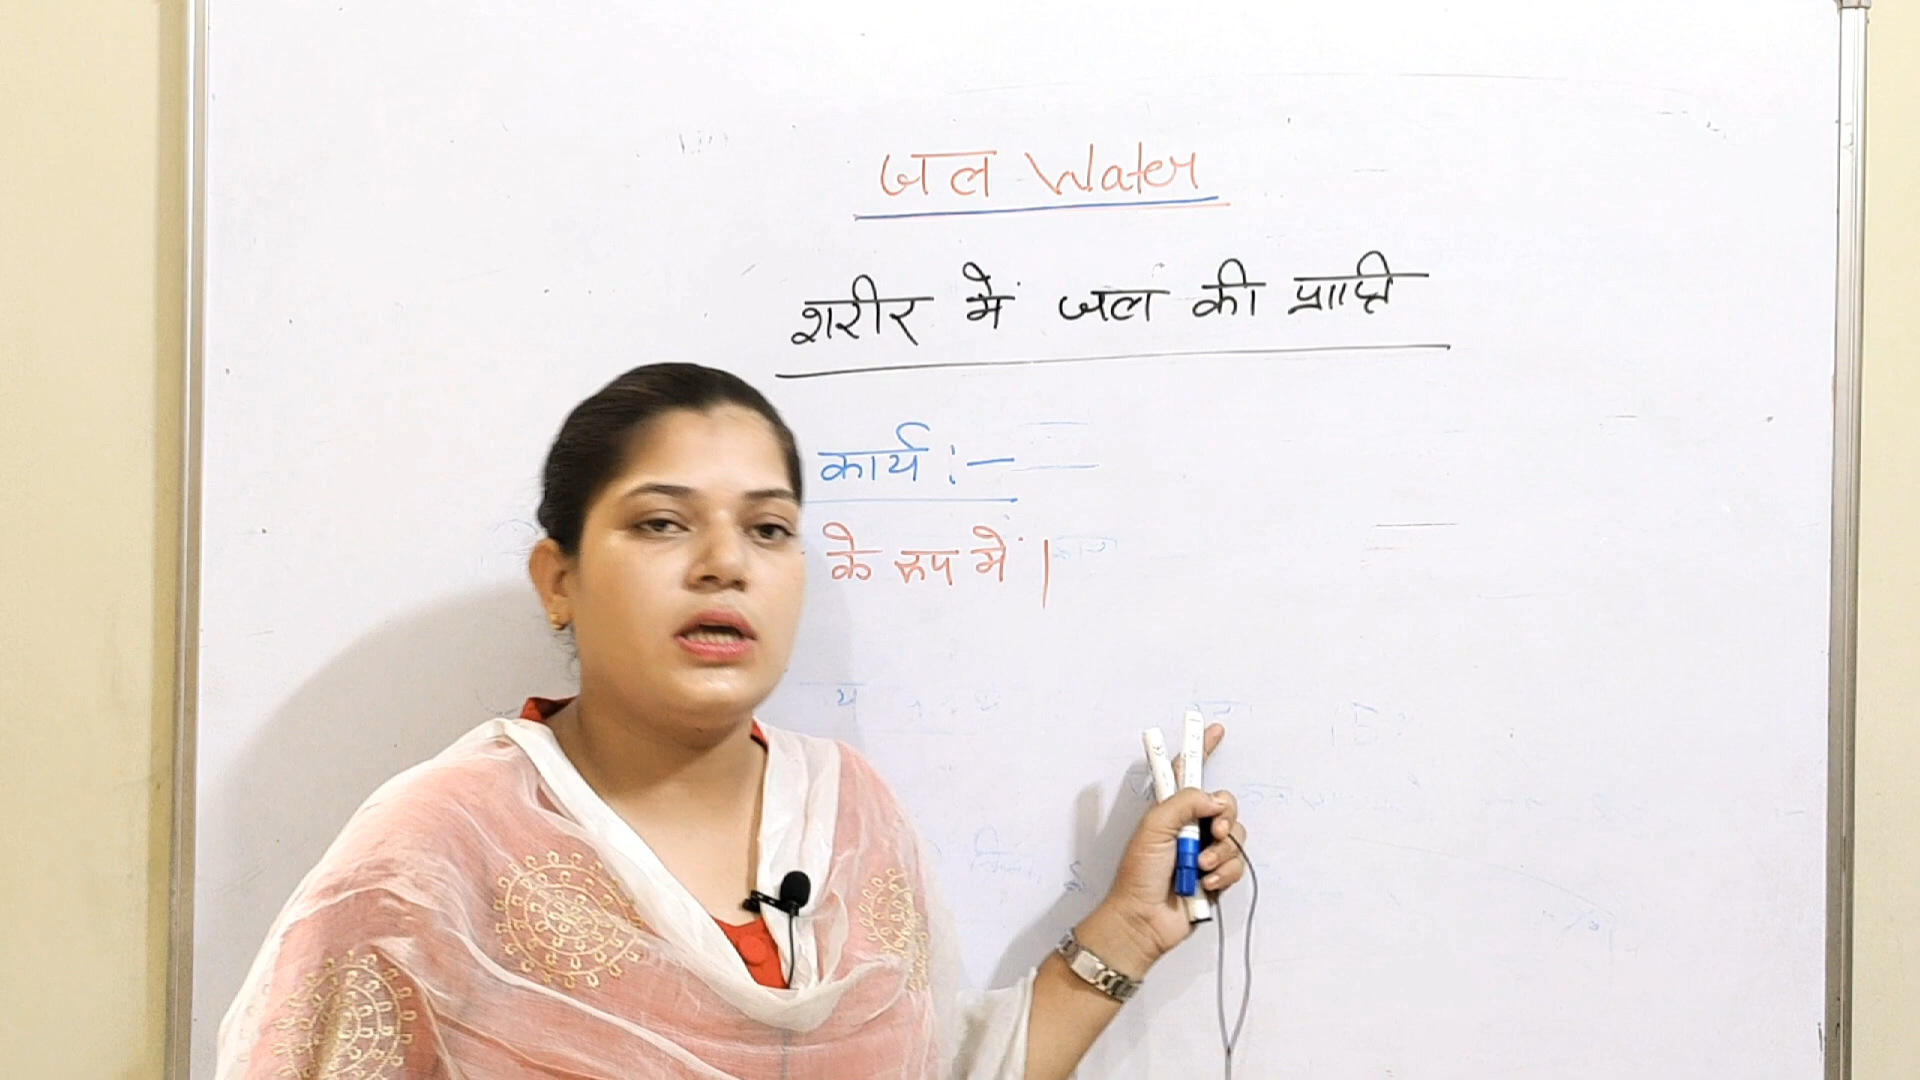 जल Water
शरीर में जल की प्राप्ति
कार्य :—
के रूप में |